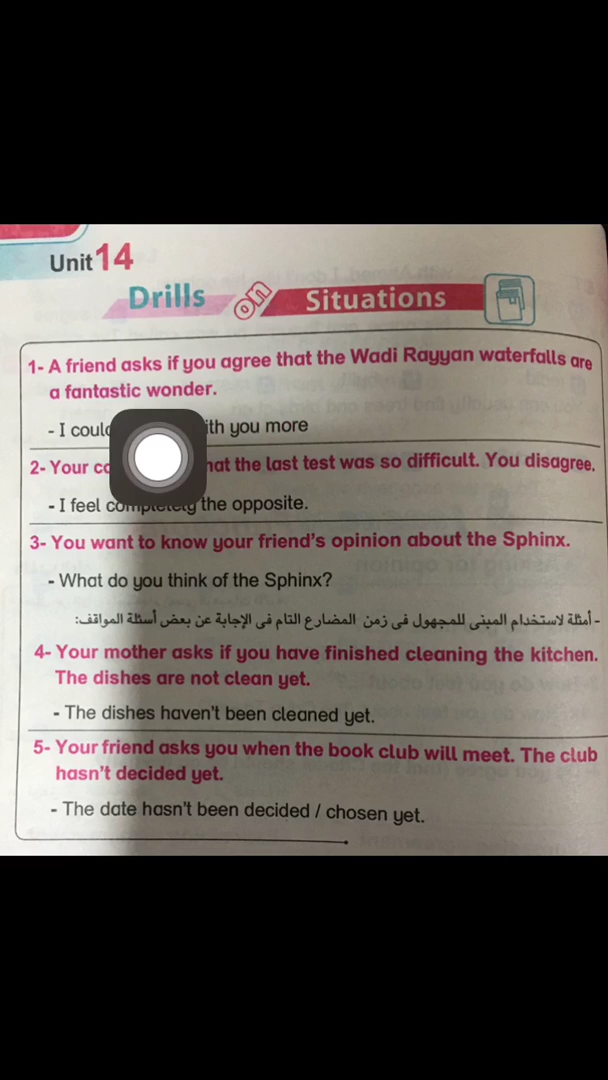 Unit 14
Drills on Situations
1- A friend asks if you agree that the Wadi Rayyan waterfalls are
a fantastic wonder.
- I with you more
2- Your that the last test was so difficult. You disagree.
- I feel completely the opposite.
3- You want to know your friend's opinion about the Sphinx.
- What do you think of the Sphinx?
- أمثلة لاستخدام المبنى للمجهول فى زمن المضارع التام فى الإجابة عن بعض أسئلة المواقف:
4- Your mother asks if you have finished cleaning the kitchen.
The dishes are not clean yet.
- The dishes haven't been cleaned yet.
5- Your friend asks you when the book club will meet. The club
hasn't decided yet.
- The date hasn't been decided / chosen yet.